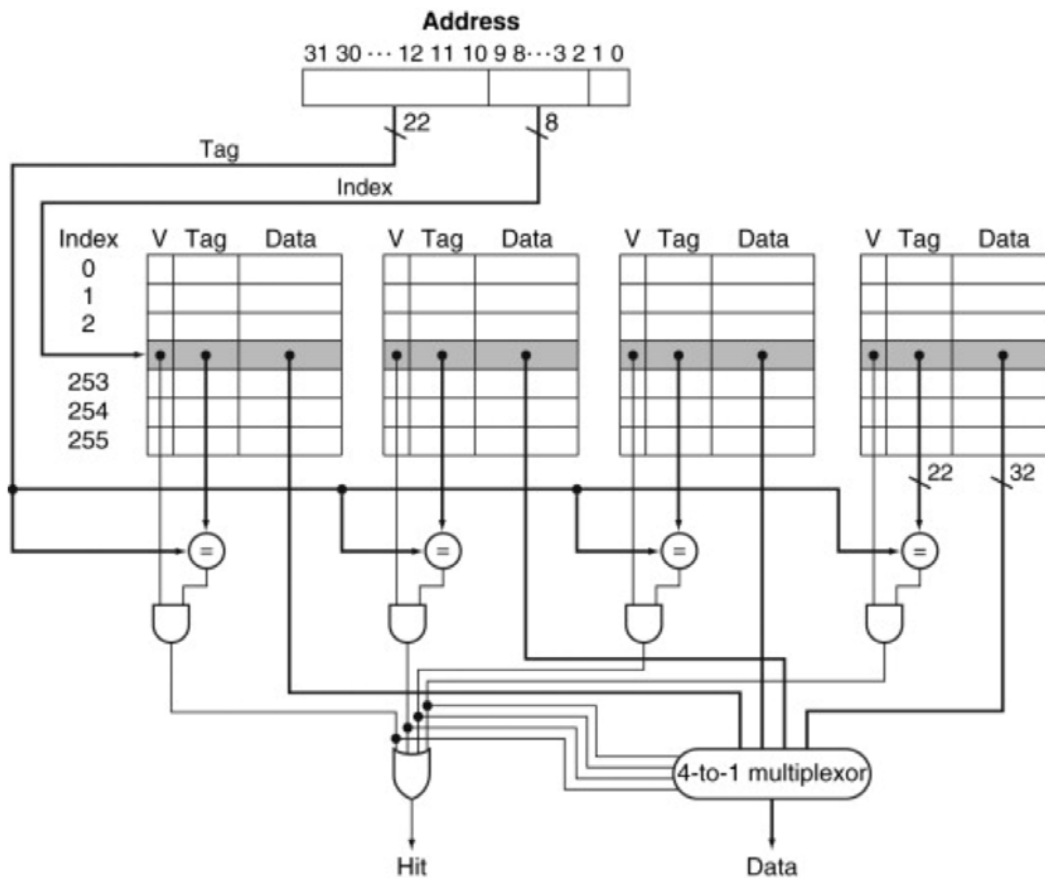 Address
31 30 ··· 12 11 10 9 8···3 2 1 0
22
8
Tag
Index
Index V Tag Data V Tag Data V Tag Data V Tag Data
0
1
2
253
254
255
22 32
= = = =
4-to-1 multiplexor
Hit Data